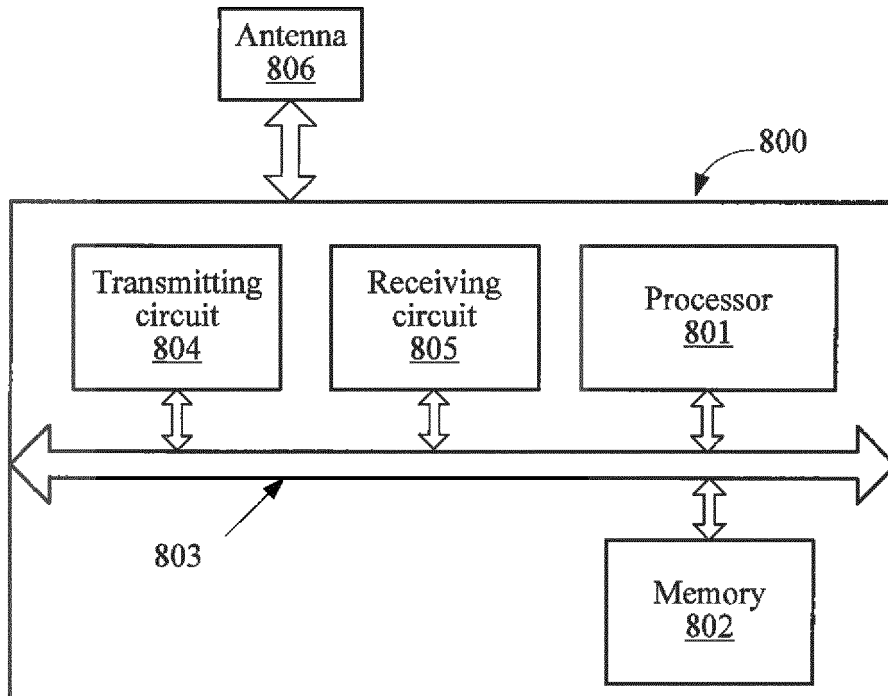 Antenna
806
800
Transmitting
circuit
804
Receiving
circuit
805
Processor
801
803
Memory
802